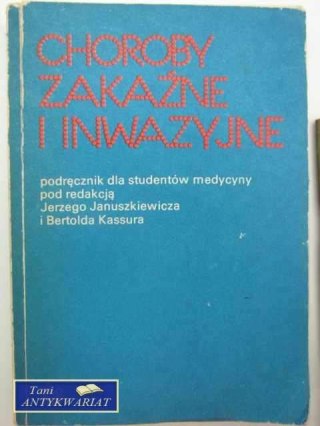 CHOROBY
ZAKAŹNE
I INWAZYJNE
podręcznik dla studentów medycyny
pod redakcją
Jerzego Januszkiewicza
i Bertolda Kassura
Tani
ANTYKWARIAT